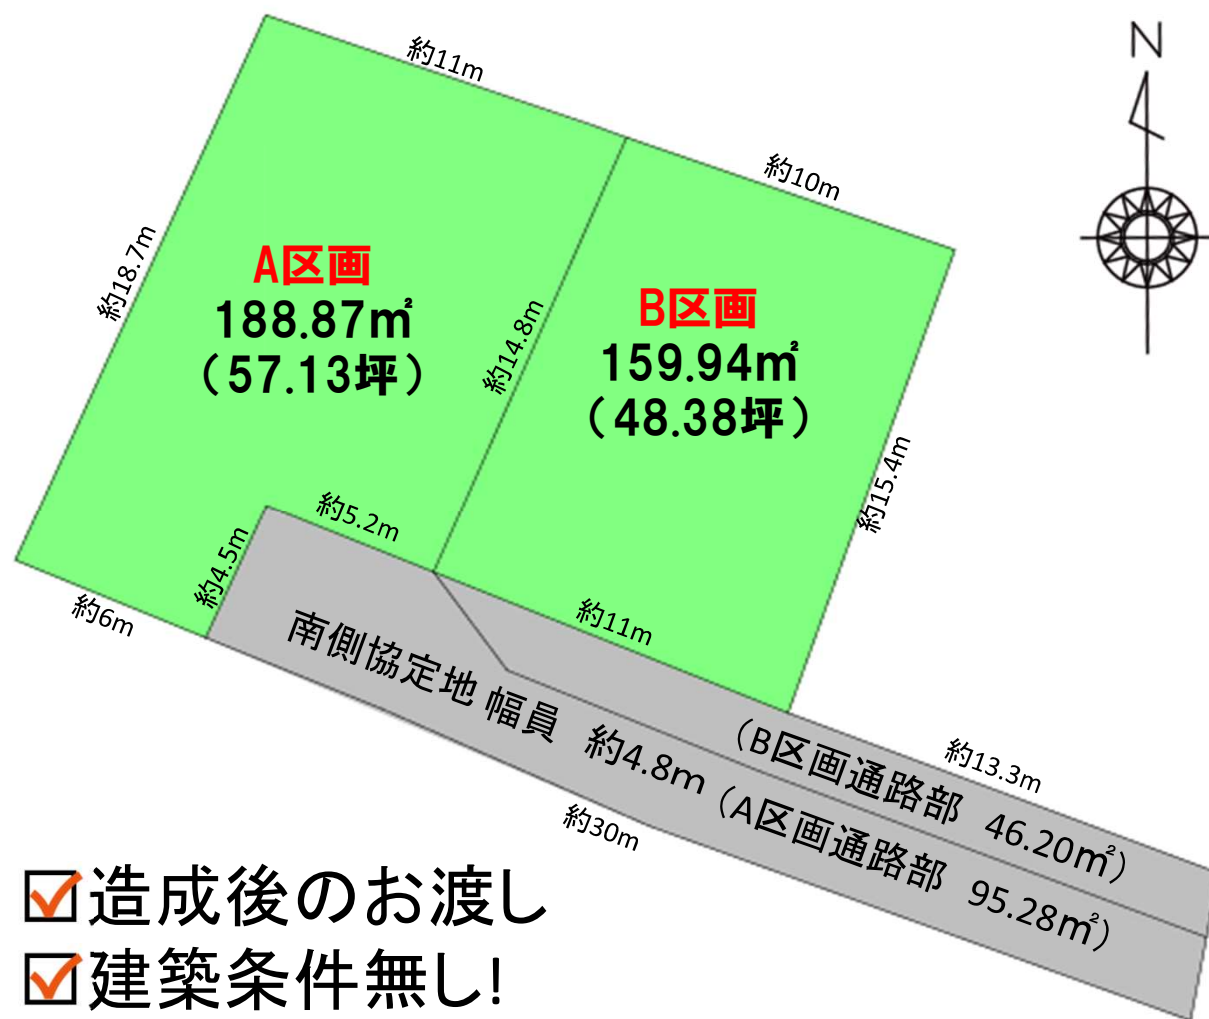 N
約11m
約10m
約18.7m
A区画
188.87㎡
（57.13坪）
約14.8m
B区画
159.94㎡
（48.38坪）
約15.4m
約5.2m
約4.5m
約6m
約11m
南側協定地 幅員 約4.8m（A区画通路部 95.28㎡）
（B区画通路部 46.20㎡）
約13.3m
約30m
造成後のお渡し
建築条件無し!